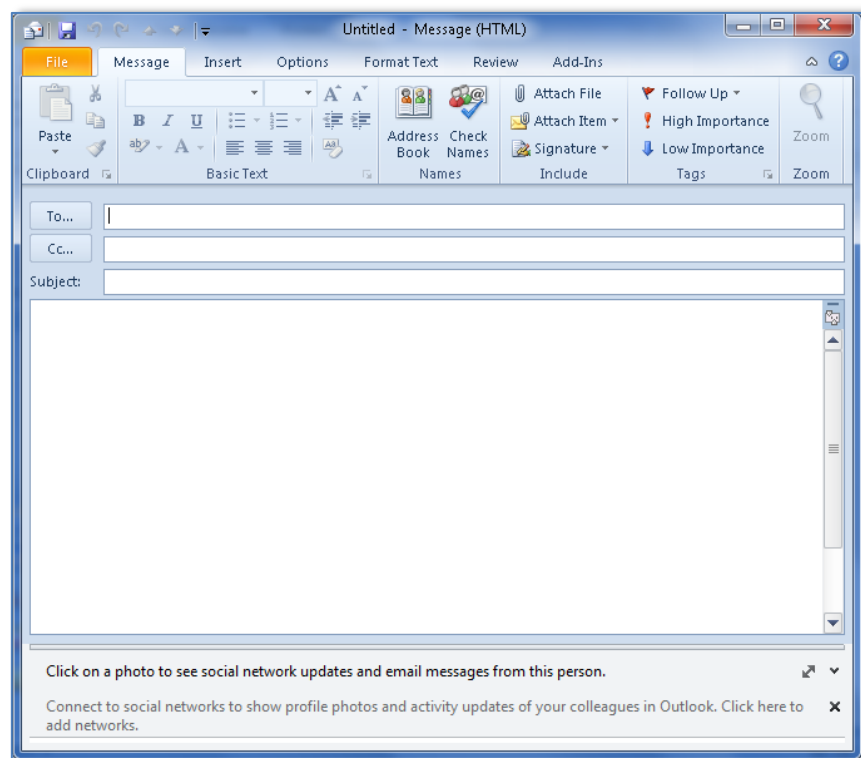 Untitled - Message (HTML)
File Message Insert Options Format Text Review Add-Ins
Paste
Clipboard
B I U
A A
ab A
Aa
Basic Text
Address Book
Check Names
Names
Attach File
Attach Item
Signature
Include
Follow Up
High Importance
Low Importance
Tags
Zoom
Zoom
To...
Cc...
Subject:
Click on a photo to see social network updates and email messages from this person.
Connect to social networks to show profile photos and activity updates of your colleagues in Outlook. Click here to
add networks.